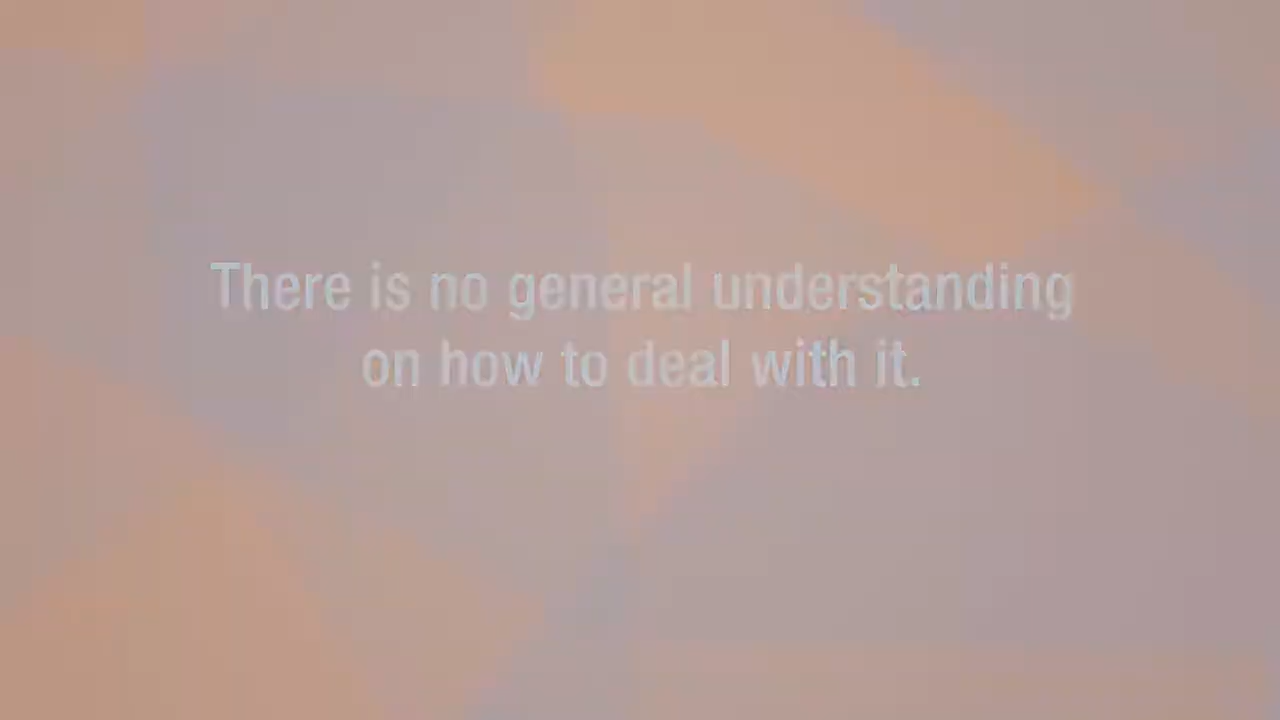 There is no general understanding
on how to deal with it.